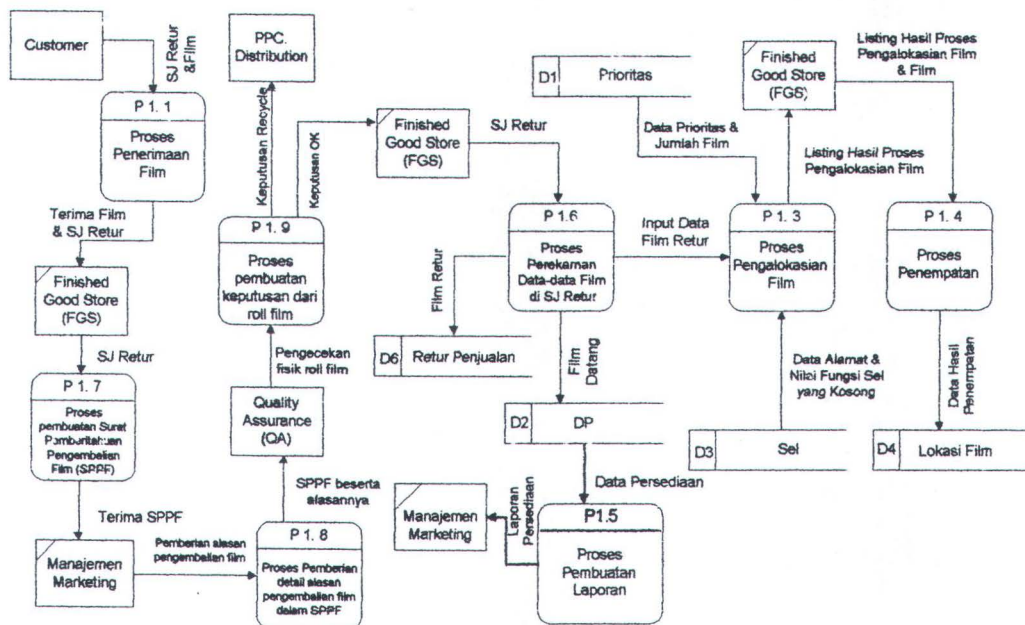 Customer
SJ Retur
&Film
P 1. 1
Proses
Penerimaan
Film
Terima Film
& SJ Retur
Finished
Good Store
(FGS)
SJ Retur
P 1. 7
Proses
pembuatan Surat
Pemberitahuan
Pengembalian
Film (SPPF)
Terima SPPF
Manajemen
Marketing
Pemberian alasan
pengembalian film
P 1. 8
Proses Pemberian
detail alasan
pengembalian film
dalam SPPF
SPPF beserta
alasannya
Quality
Assurance
(QA)
Pengecekan
fisik roll film
P 1. 9
Proses
pembuatan
keputusan dari
roll film
Keputusan Recycle
PPC.
Distribution
Keputusan OK
Finished
Good Store
(FGS)
SJ Retur
P 1.6
Proses
Perekaman
Data-data Film
di SJ Retur
Film Retur
D6
Retur Penjualan
Film
Datang
D2
DP
Data Persediaan
P1.5
Proses
Pembuatan
Laporan
Laporan
Persediaan
Manajemen
Marketing
Input Data
Film Retur
D1
Prioritas
Data Prioritas &
Jumlah Film
P 1. 3
Proses
Pengalokasian
Film
Data Alamat &
Nilai Fungsi Sel
yang Kosong
D3
Sel
Listing Hasil Proses
Pengalokasian Film
Finished
Good Store
(FGS)
Listing Hasil Proses
Pengalokasian Film
& Film
P 1. 4
Proses
Penempatan
Data Hasil
Penempatan
D4
Lokasi Film